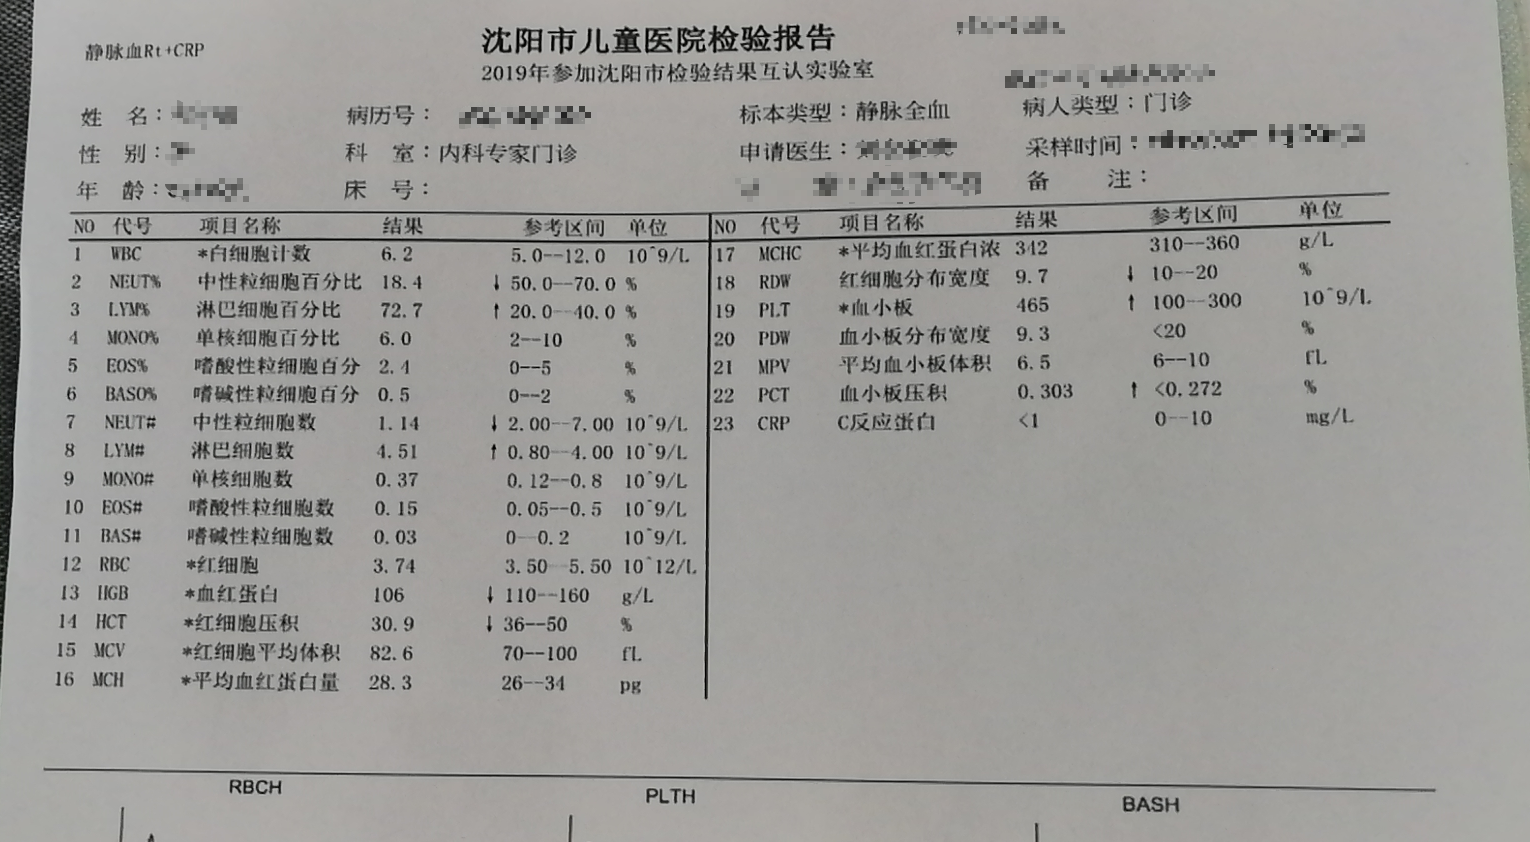 静脉血Rt+CRP
沈阳市儿童医院检验报告
2019年参加沈阳市检验结果互认实验室
姓 名： 病历号： 标本类型：静脉全血 病人类型：门诊
性 别： 科 室：内科专家门诊 申请医生： 采样时间：
年 龄： 床 号： 备 注：
NO 代号 项目名称 结果 参考区间 单位 NO 代号 项目名称 结果 参考区间 单位
1 WBC *白细胞计数 6.2 5.0--12.0 10^9/L 17 MCHC *平均血红蛋白浓 342 310--360 g/L
2 NEUT% 中性粒细胞百分比 18.4 ↓ 50.0--70.0 % 18 RDW 红细胞分布宽度 9.7 ↓ 10--20 %
3 LYM% 淋巴细胞百分比 72.7 ↑ 20.0--40.0 % 19 PLT *血小板 465 ↑ 100--300 10^9/L
4 MONO% 单核细胞百分比 6.0 2--10 % 20 PDW 血小板分布宽度 9.3 <20 %
5 EOS% 嗜酸性粒细胞百分 2.4 0--5 % 21 MPV 平均血小板体积 6.5 6--10 fL
6 BASO% 嗜碱性粒细胞百分 0.5 0--2 % 22 PCT 血小板压积 0.303 ↑ <0.272 %
7 NEUT# 中性粒细胞数 1.14 ↓ 2.00--7.00 10^9/L 23 CRP C反应蛋白 <1 0--10 mg/L
8 LYM# 淋巴细胞数 4.51 ↑ 0.80--4.00 10^9/L
9 MONO# 单核细胞数 0.37 0.12--0.8 10^9/L
10 EOS# 嗜酸性粒细胞数 0.15 0.05--0.5 10^9/L
11 BAS# 嗜碱性粒细胞数 0.03 0--0.2 10^9/L
12 RBC *红细胞 3.74 3.50--5.50 10^12/L
13 HGB *血红蛋白 106 ↓ 110--160 g/L
14 HCT *红细胞压积 30.9 ↓ 36--50 %
15 MCV *红细胞平均体积 82.6 70--100 fL
16 MCH *平均血红蛋白量 28.3 26--34 pg
RBCH PLTH BASH